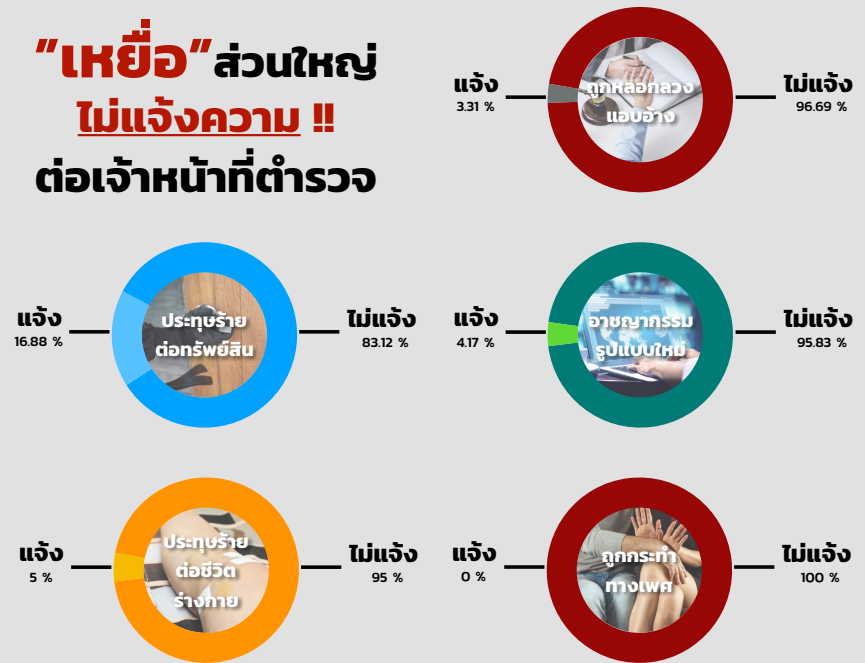 "เหยื่อ"ส่วนใหญ่
ไม่แจ้งความ !!
ต่อเจ้าหน้าที่ตำรวจ
แจ้ง
3.31 %
ถูกหลอกลวง
แอบอ้าง
ไม่แจ้ง
96.69 %
แจ้ง
16.88 %
ประทุษร้าย
ต่อทรัพย์สิน
ไม่แจ้ง
83.12 %
แจ้ง
4.17 %
อาชญากรรม
รูปแบบใหม่
ไม่แจ้ง
95.83 %
แจ้ง
5 %
ประทุษร้าย
ต่อชีวิต
ร่างกาย
ไม่แจ้ง
95 %
แจ้ง
0 %
ถูกกระทำ
ทางเพศ
ไม่แจ้ง
100 %